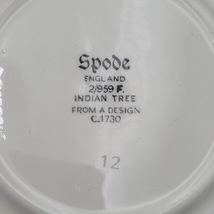 Spode
ENGLAND
2/959 F.
INDIAN TREE
FROM A DESIGN
C.1730
12